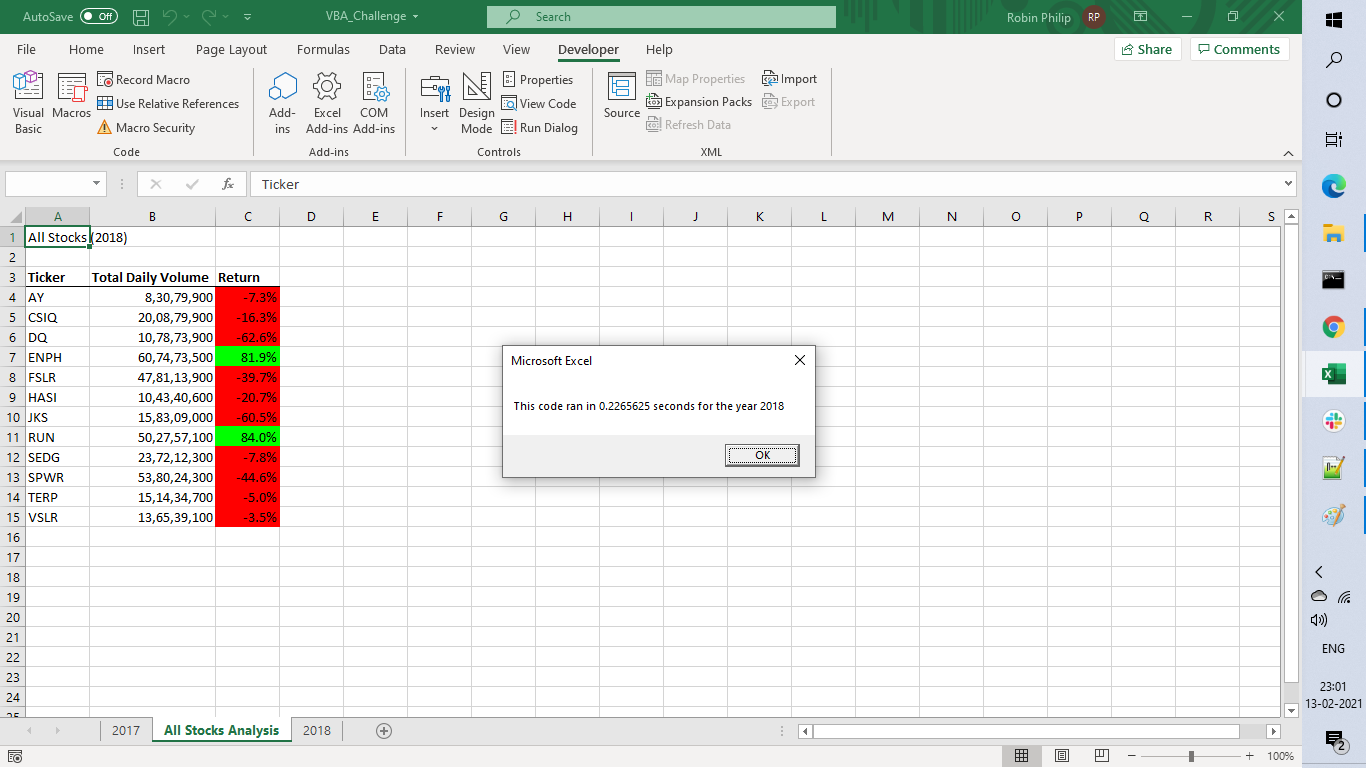 AutoSave Off VBA_Challenge Search Robin Philip RP
File Home Insert Page Layout Formulas Data Review View Developer Help Share Comments
Visual Basic
Macros
Record Macro
Use Relative References
Macro Security
Code
Add-ins
Excel Add-ins
COM Add-ins
Add-ins
Insert
Design Mode
Properties
View Code
Run Dialog
Controls
Source
Map Properties
Expansion Packs
Refresh Data
Import
Export
XML
fx Ticker
A B C D E F G H I J K L M N O P Q R S
1 All Stocks (2018)
2
3 Ticker Total Daily Volume Return
4 AY 8,30,79,900 -7.3%
5 CSIQ 20,08,79,900 -16.3%
6 DQ 10,78,73,900 -62.6%
7 ENPH 60,74,73,500 81.9%
8 FSLR 47,81,13,900 -39.7%
9 HASI 10,43,40,600 -20.7%
10 JKS 15,83,09,000 -60.5%
11 RUN 50,27,57,100 84.0%
12 SEDG 23,72,12,300 -7.8%
13 SPWR 53,80,24,300 -44.6%
14 TERP 15,14,34,700 -5.0%
15 VSLR 13,65,39,100 -3.5%
16
17
18
19
20
21
22
23
24
25
Microsoft Excel
This code ran in 0.2265625 seconds for the year 2018
OK
2017 All Stocks Analysis 2018
100%
ENG
23:01
13-02-2021
2